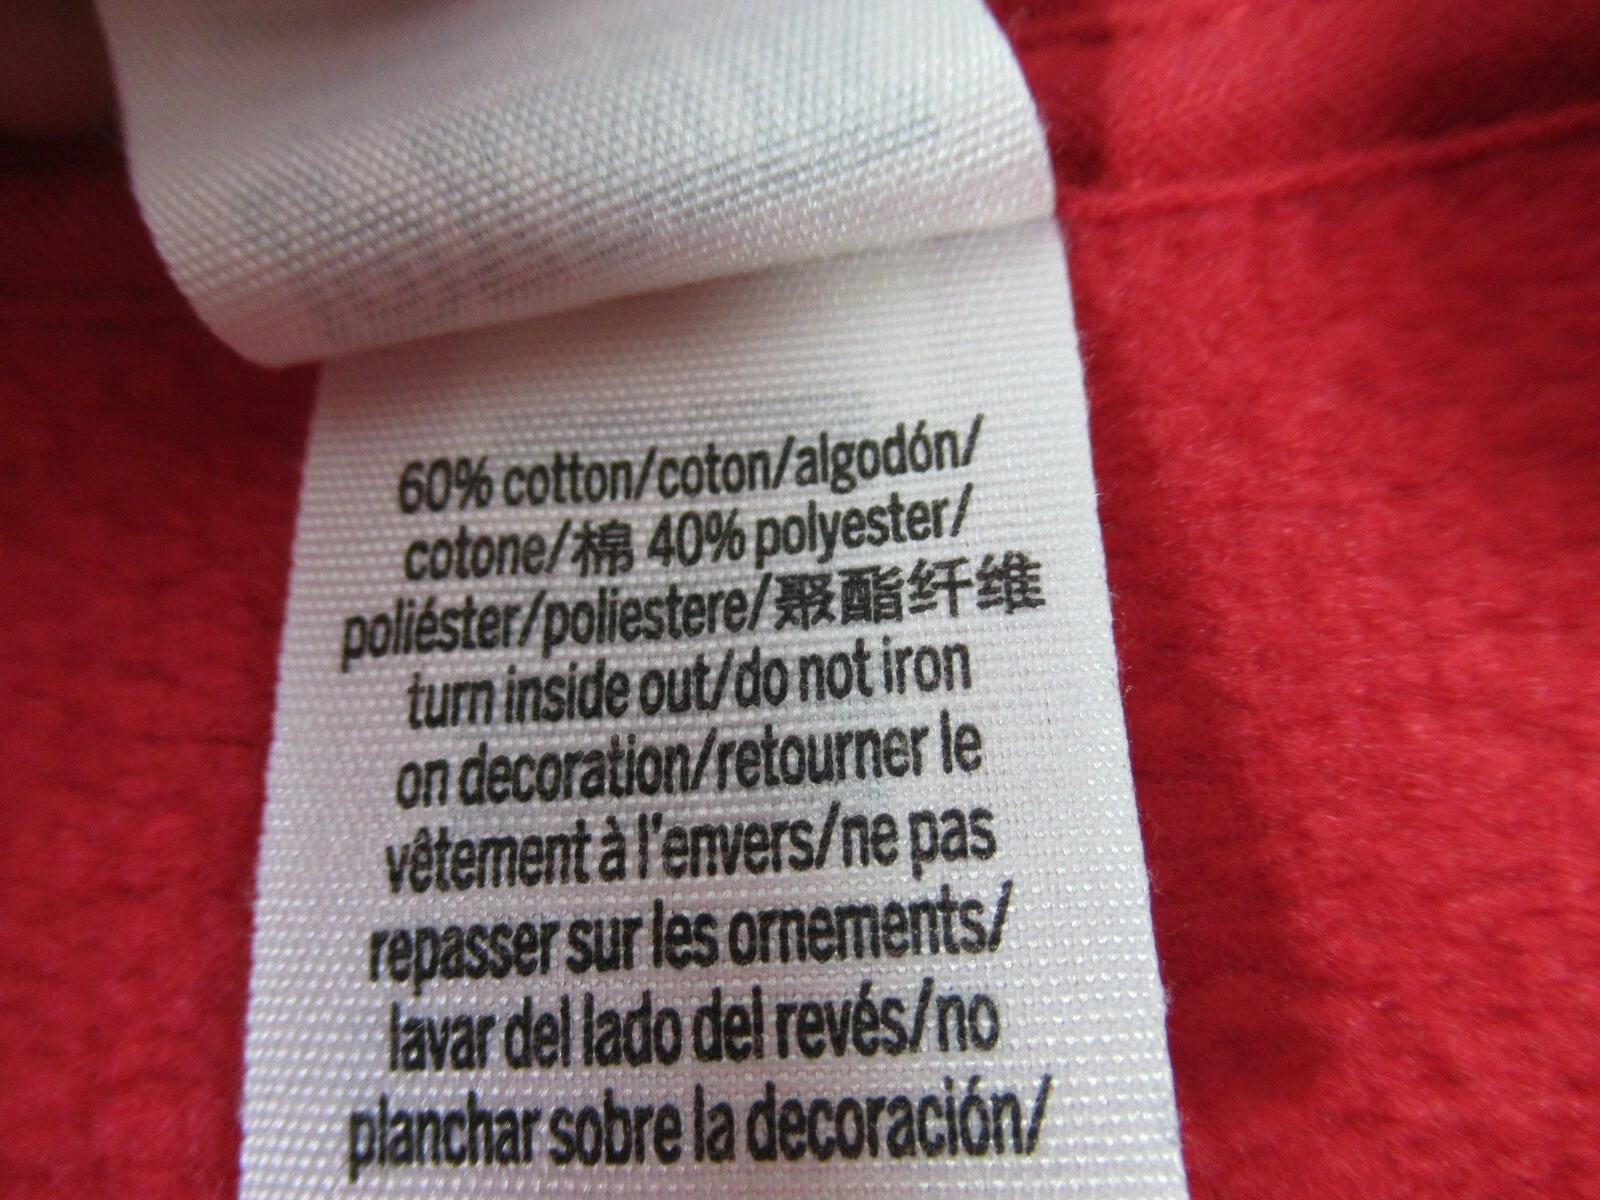 60% cotton/coton/algodón/
cotone/棉 40% polyester/
poliéster/poliestere/聚酯纤维
turn inside out/do not iron
on decoration/retourner le
vêtement à l'envers/ne pas
repasser sur les ornements/
lavar del lado del revés/no
planchar sobre la decoración/